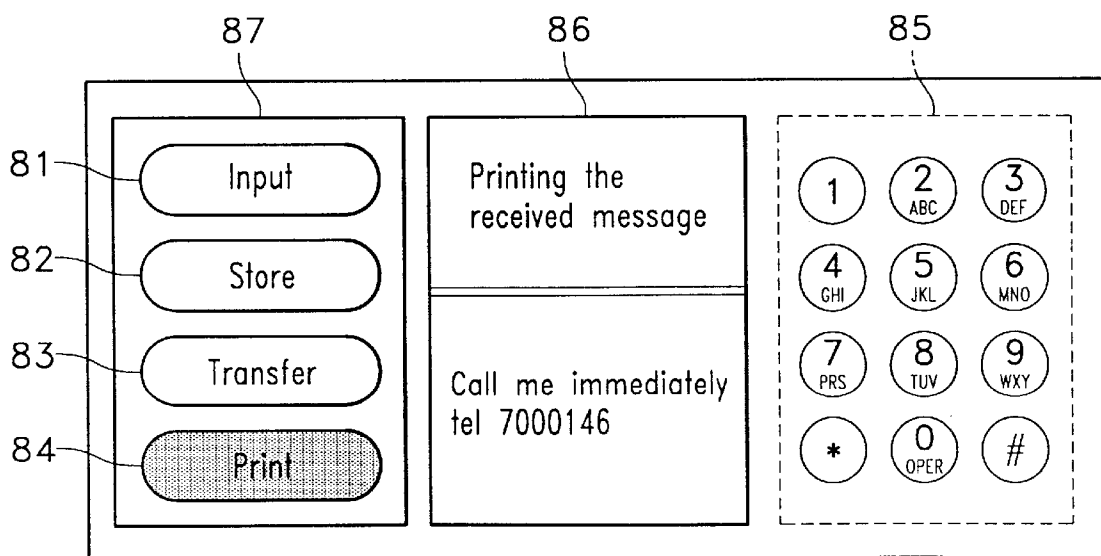 87 86 85
81 Input
82 Store
83 Transfer
84 Print
Printing the
received message
Call me immediately
tel 7000146
1 2 3
ABC DEF
4 5 6
GHI JKL MNO
7 8 9
PRS TUV WXY
* 0 #
OPER